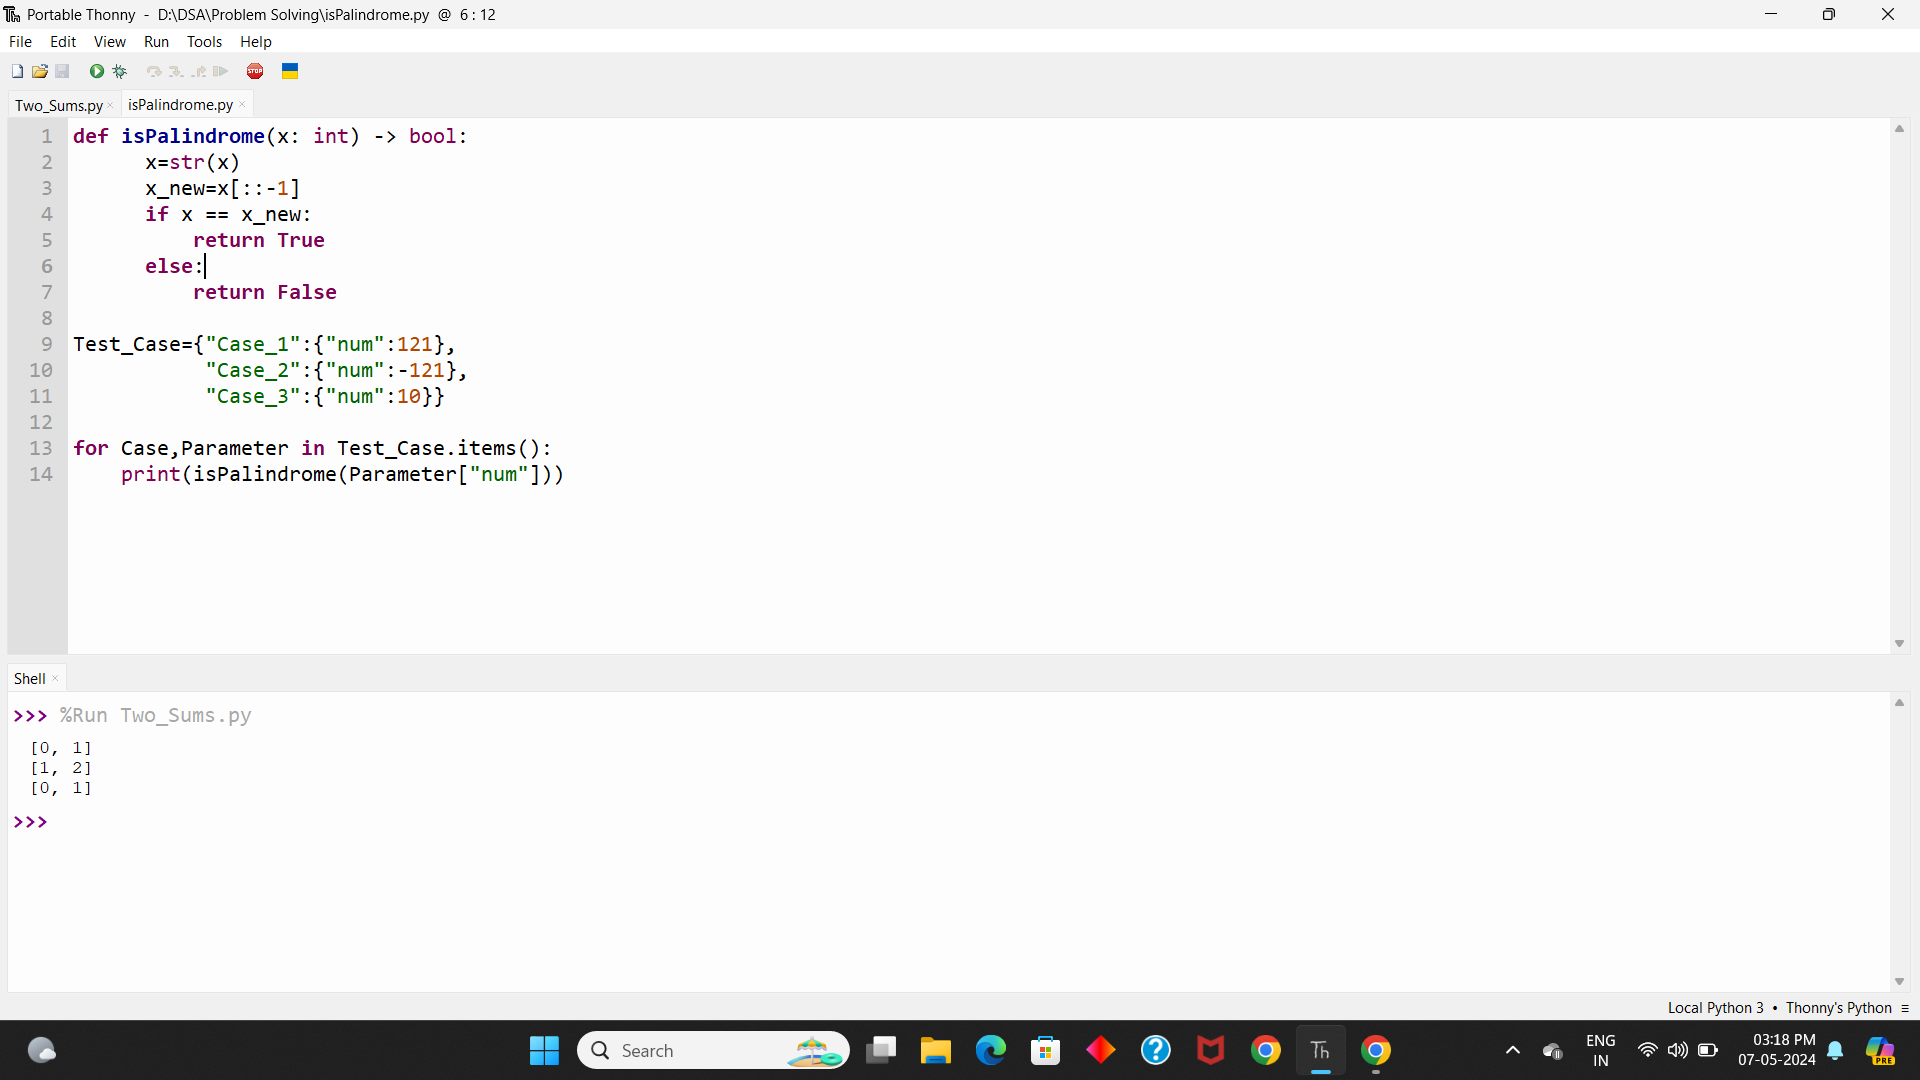 Portable Thonny - D:\DSA\Problem Solving\isPalindrome.py @ 6 : 12
File Edit View Run Tools Help
STOP
Two_Sums.py × isPalindrome.py ×
1 def isPalindrome(x: int) -> bool:
2       x=str(x)
3       x_new=x[::-1]
4       if x == x_new:
5           return True
6       else:
7           return False
8
9 Test_Case={"Case_1":{"num":121},
10            "Case_2":{"num":-121},
11            "Case_3":{"num":10}}
12
13 for Case,Parameter in Test_Case.items():
14     print(isPalindrome(Parameter["num"]))
Shell ×
>>> %Run Two_Sums.py
[0, 1]
[1, 2]
[0, 1]
>>>
Local Python 3 • Thonny's Python ≡
Search
Th
ENG
IN
03:18 PM
07-05-2024
PRE